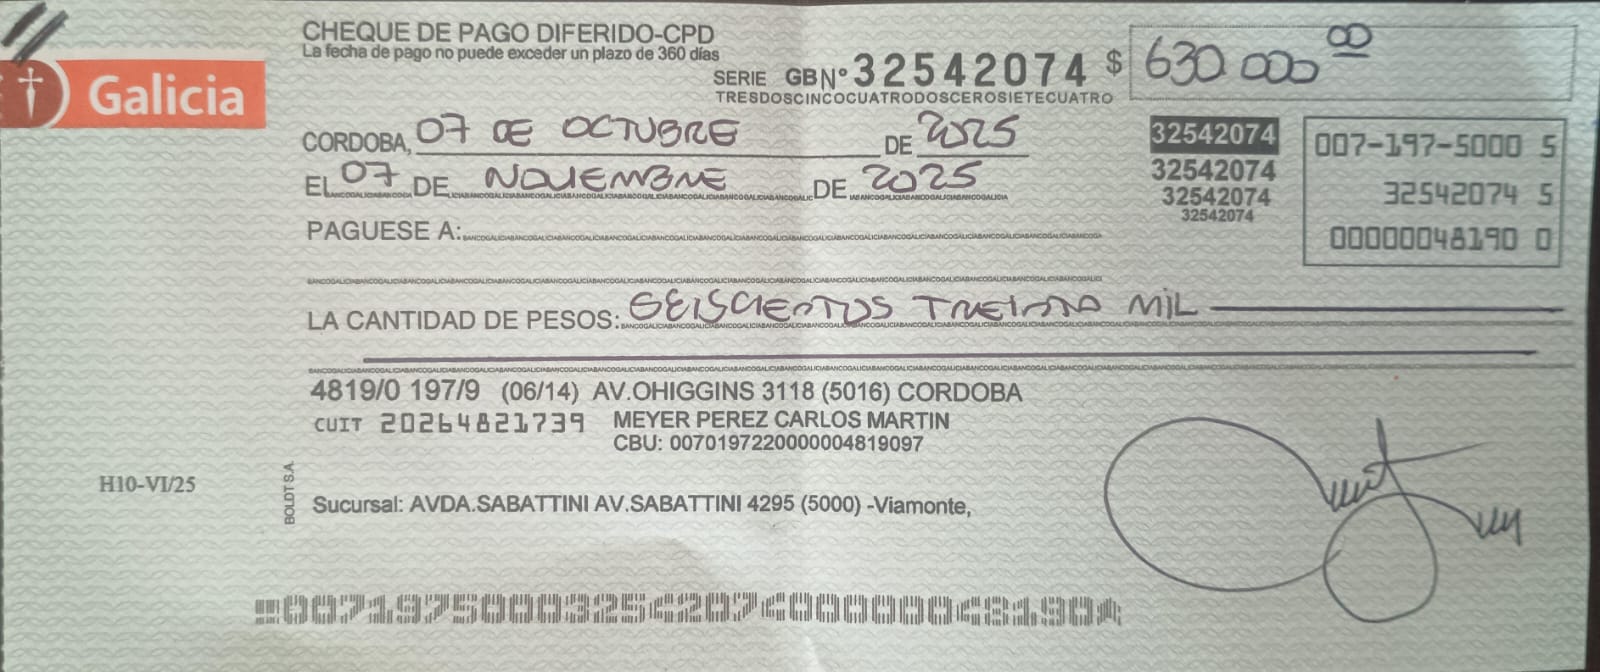 CHEQUE DE PAGO DIFERIDO-CPD
La fecha de pago no puede exceder un plazo de 360 días
Galicia
SERIE GB Nº 32542074 $ 630.000 00
TRESDOSCINCOCUATRODOSCEROSIETECUATRO
CORDOBA, 07 DE OCTUBRE DE 2025
EL 07 DE NOVIEMBRE DE 2025
32542074
32542074
32542074
32542074
007-197-5000 5
32542074 5
00000048190 0
PAGUESE A:
LA CANTIDAD DE PESOS: SEISCIENTOS TREINTA MIL
4819/0 197/9 (06/14) AV.OHIGGINS 3118 (5016) CORDOBA
CUIT 20264821739 MEYER PEREZ CARLOS MARTIN
CBU: 0070197220000004819097
H10-VI/25
BOLDT S.A.
Sucursal: AVDA.SABATTINI AV.SABATTINI 4295 (5000) -Viamonte,